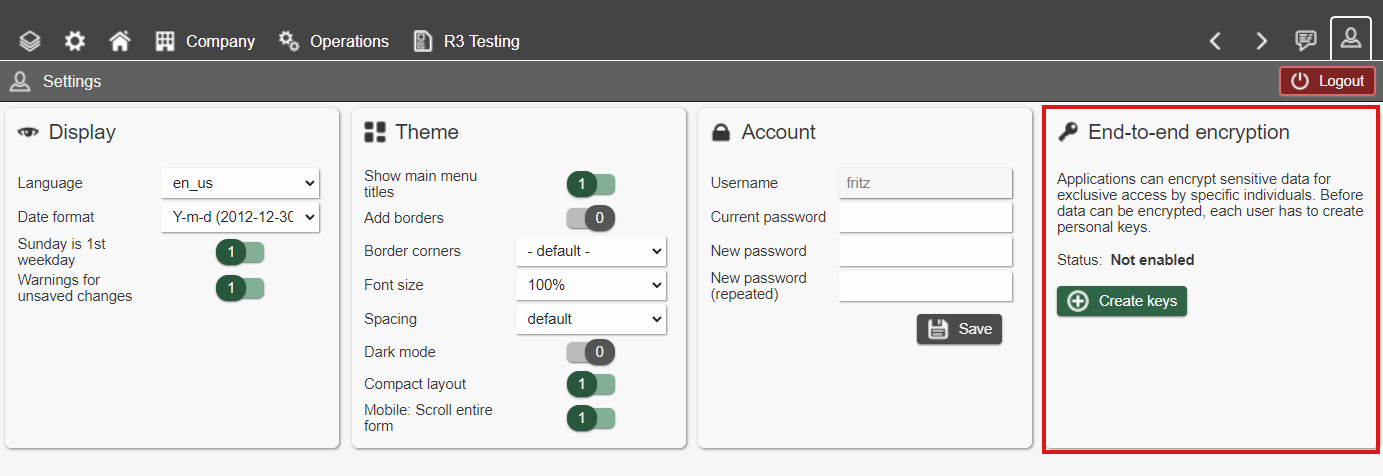 Company Operations R3 Testing
Settings Logout
Display
Language en_us
Date format Y-m-d (2012-12-30
Sunday is 1st
weekday 1
Warnings for
unsaved changes 1
Theme
Show main menu
titles 1
Add borders 0
Border corners - default -
Font size 100%
Spacing default
Dark mode 0
Compact layout 1
Mobile: Scroll entire
form 1
Account
Username fritz
Current password
New password
New password
(repeated)
Save
End-to-end encryption
Applications can encrypt sensitive data for
exclusive access by specific individuals. Before
data can be encrypted, each user has to create
personal keys.
Status: Not enabled
Create keys